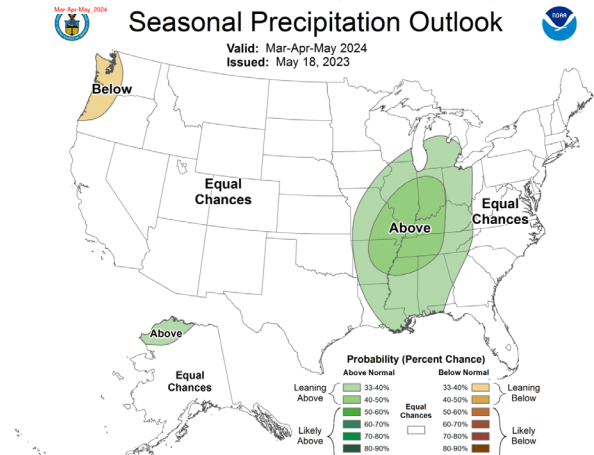 Mar-Apr-May_2024
Seasonal Precipitation Outlook
NOAA
Valid: Mar-Apr-May 2024
Issued: May 18, 2023
Below
Equal
Chances
Equal
Chances
Above
Above
Equal
Chances
Probability (Percent Chance)
Above Normal
Below Normal
Leaning
Above
33-40%
40-50%
50-60%
60-70%
70-80%
80-90%
Likely
Above
Equal
Chances
33-40%
40-50%
50-60%
60-70%
70-80%
80-90%
Leaning
Below
Likely
Below